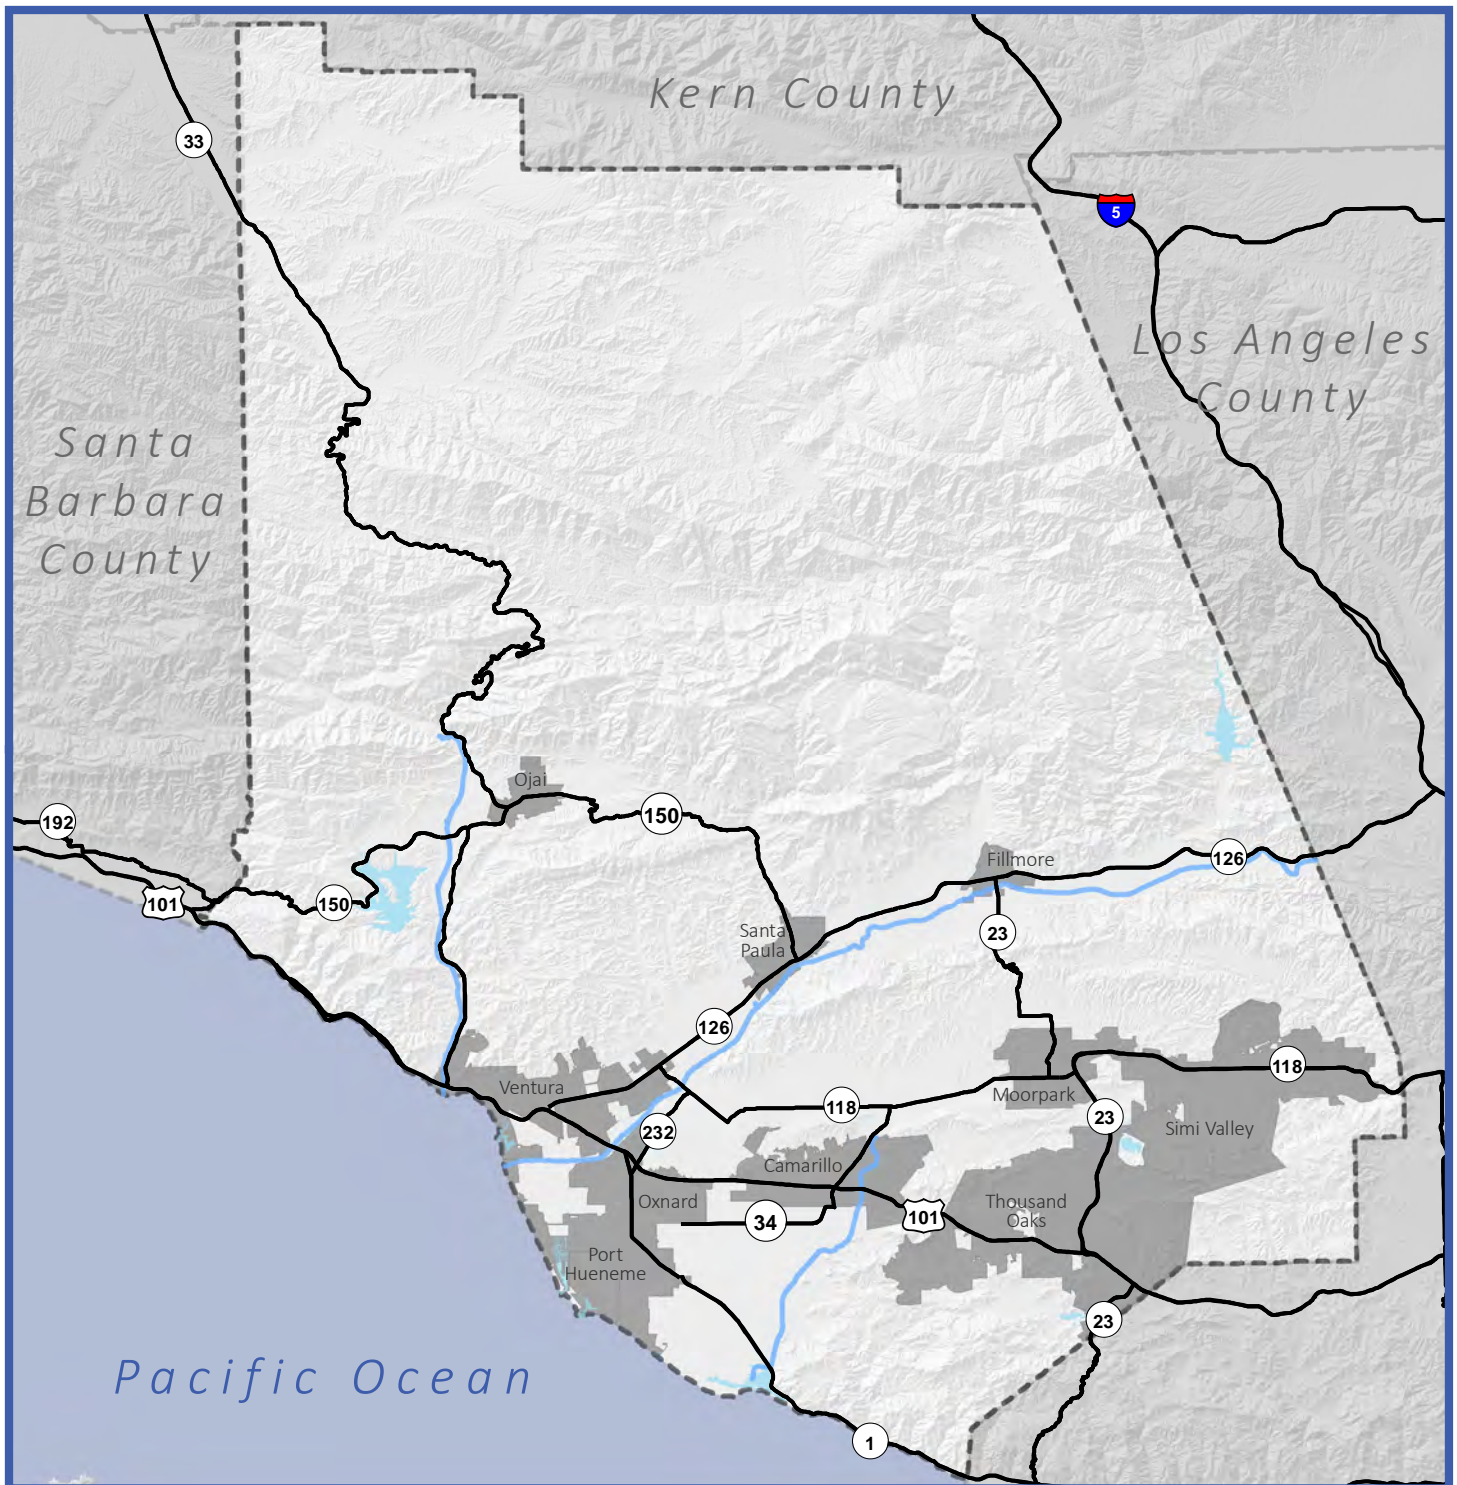 Kern County
33
5
Los Angeles
County
Santa
Barbara
County
Ojai
192
150
Fillmore
126
101
150
23
Santa
Paula
126
118
Ventura
Moorpark
118
23
232
Simi Valley
Camarillo
Oxnard
Thousand
Oaks
34
101
Port
Hueneme
23
Pacific Ocean
1